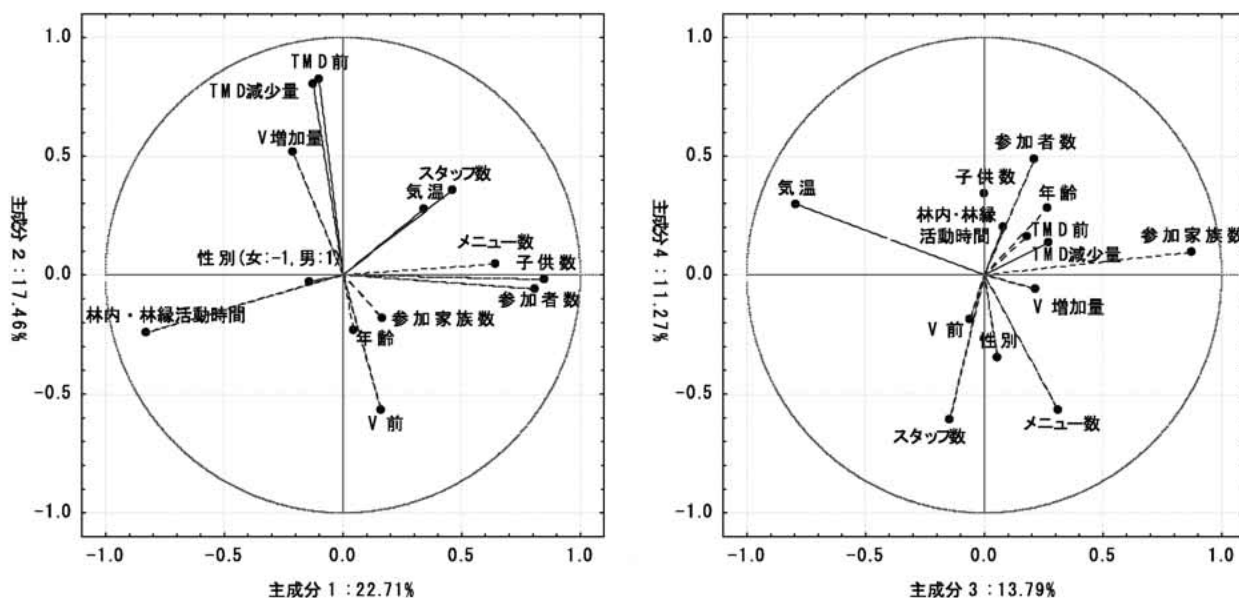 1.0
0.5
0.0
-0.5
-1.0
-1.0
-0.5
0.0
0.5
1.0
主成分 2 : 17.46%
主成分 1 : 22.71%
TMD前
TMD減少量
V増加量
スタッフ数
気温
メニュー数
性別(女:-1, 男:1)
子供数
参加者数
林内・林縁活動時間
参加家族数
年齢
V前
1.0
0.5
0.0
-0.5
-1.0
-1.0
-0.5
0.0
0.5
1.0
主成分 4 : 11.27%
主成分 3 : 13.79%
参加者数
子供数
気温
年齢
林内・林縁
活動時間
TMD前
参加家族数
TMD減少量
V増加量
V前
性別
スタッフ数
メニュー数